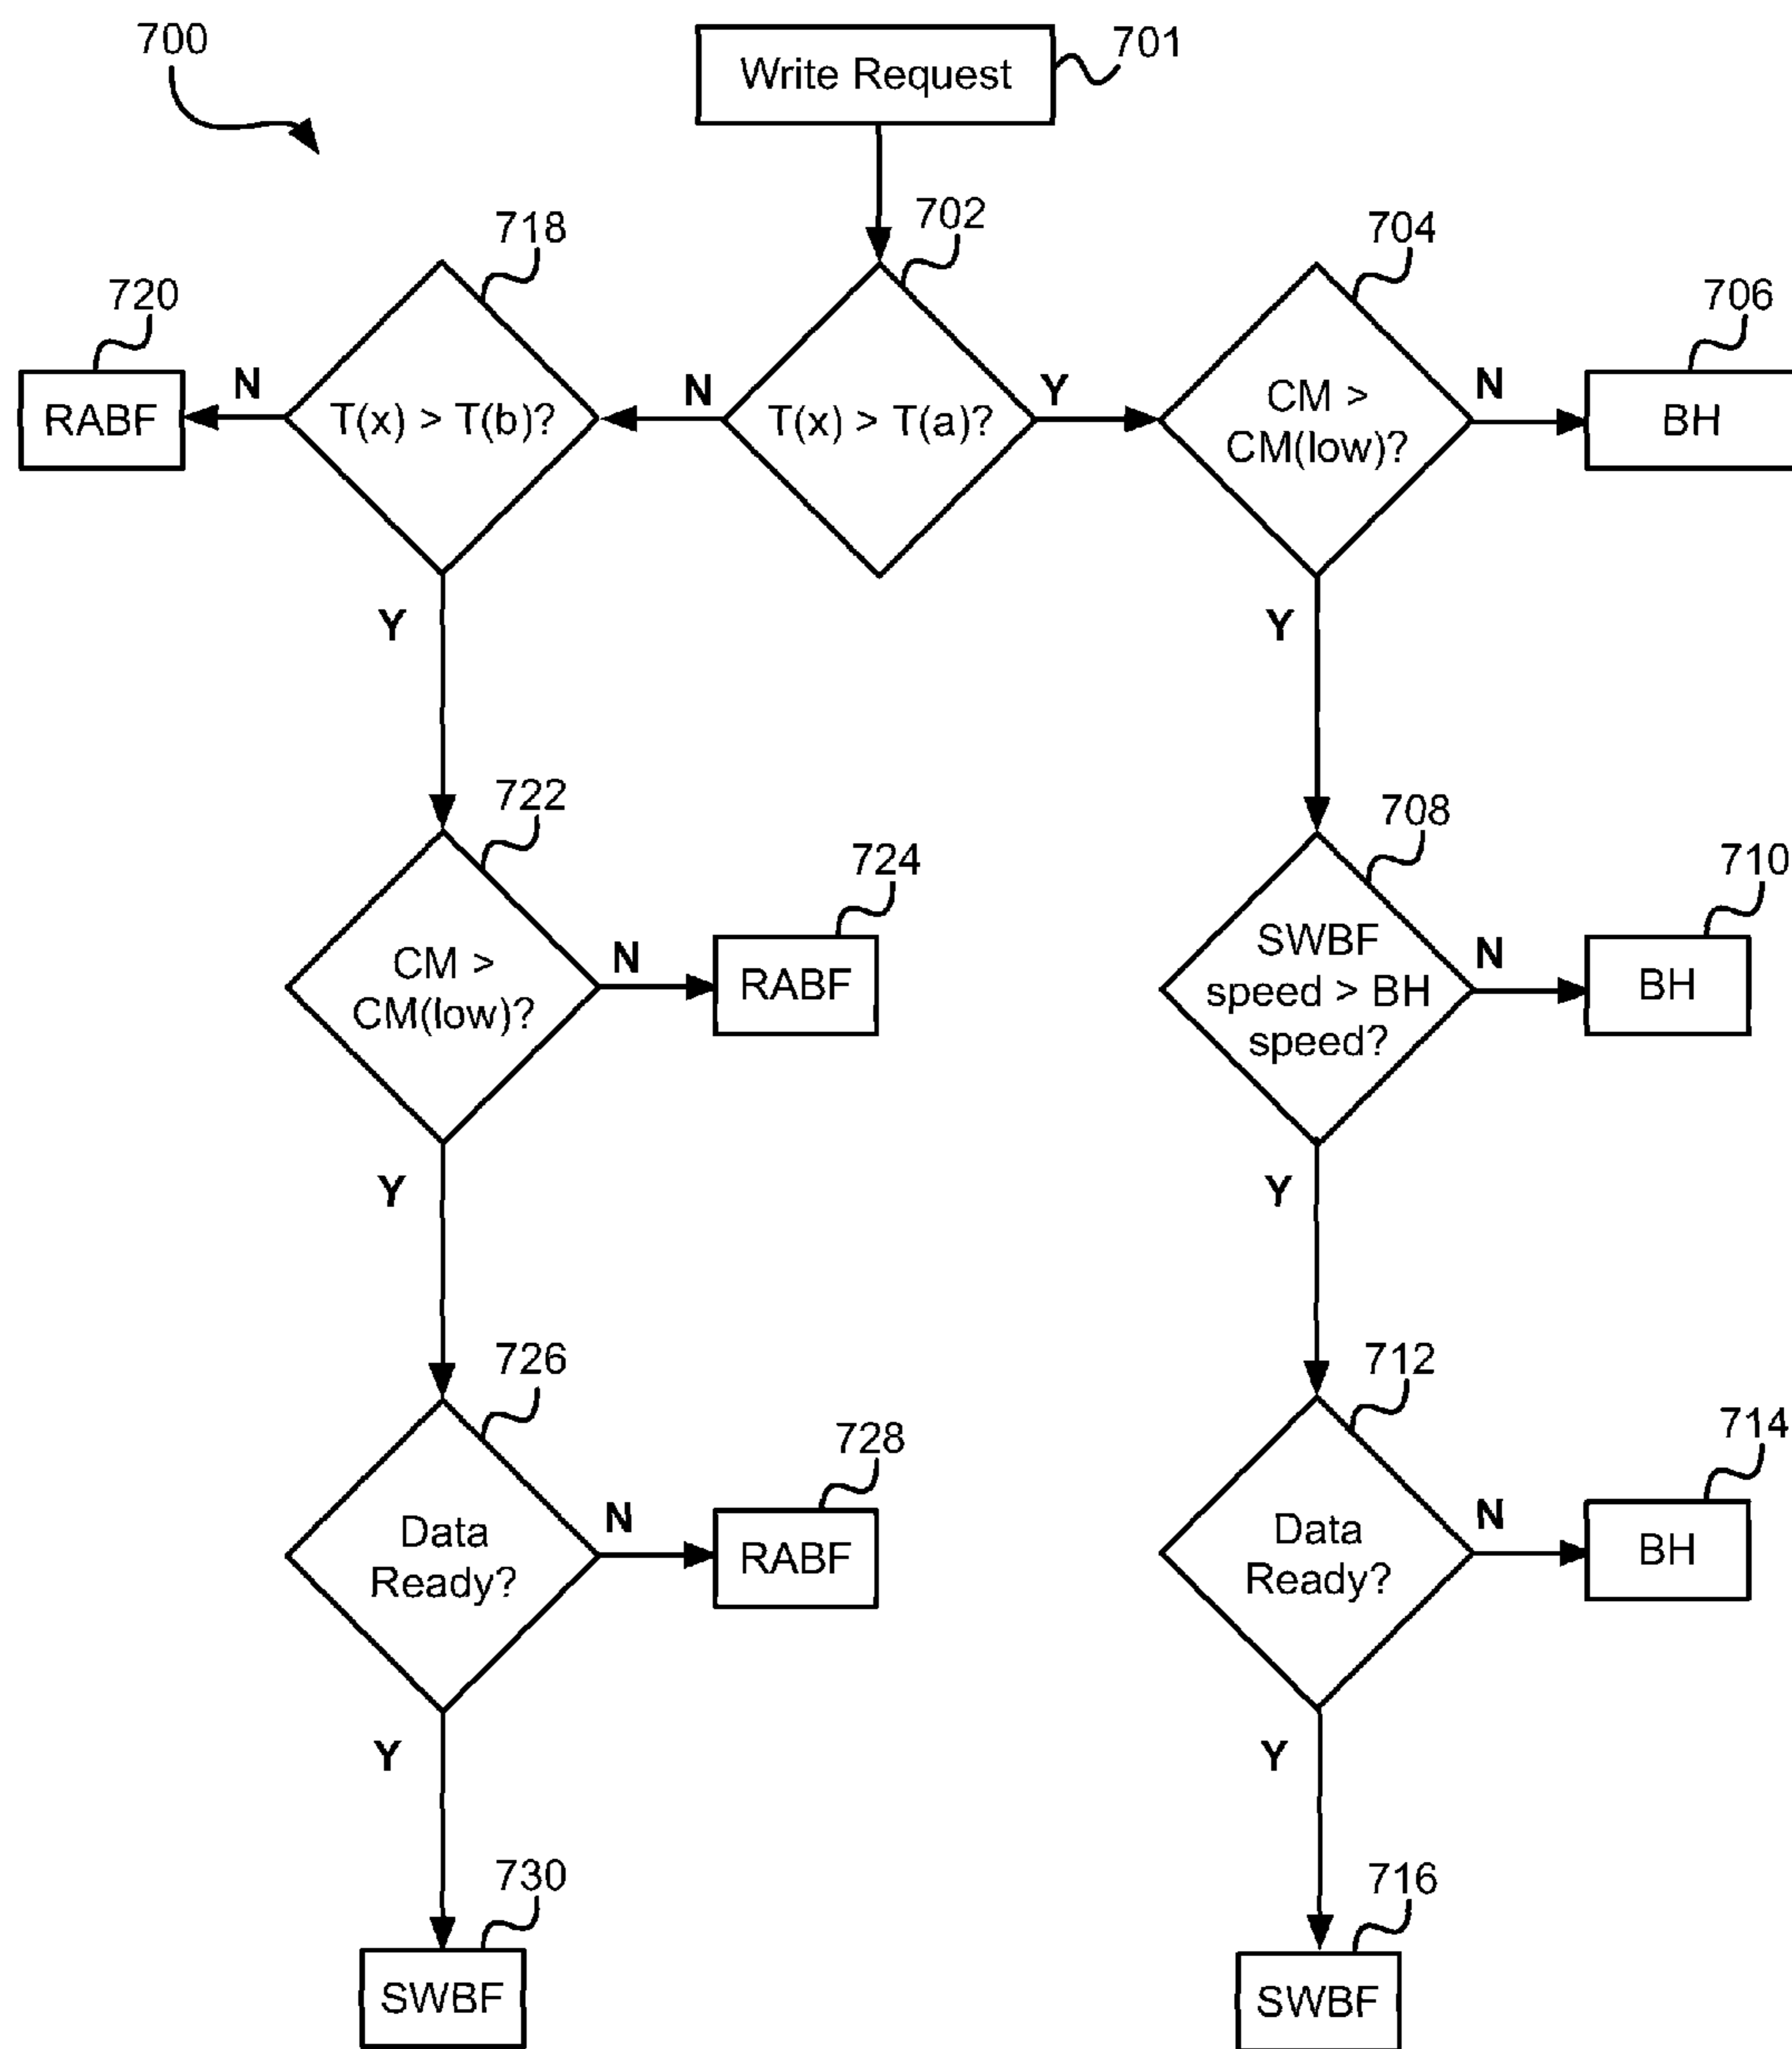 700
Write Request
701
718
702
704
720
706
RABF
N
T(x) > T(b)?
N
T(x) > T(a)?
Y
CM >
CM(low)?
N
BH
Y
Y
722
724
708
710
CM >
CM(low)?
N
RABF
SWBF
speed > BH
speed?
N
BH
Y
Y
726
728
712
714
Data
Ready?
N
RABF
Data
Ready?
N
BH
Y
Y
730
716
SWBF
SWBF